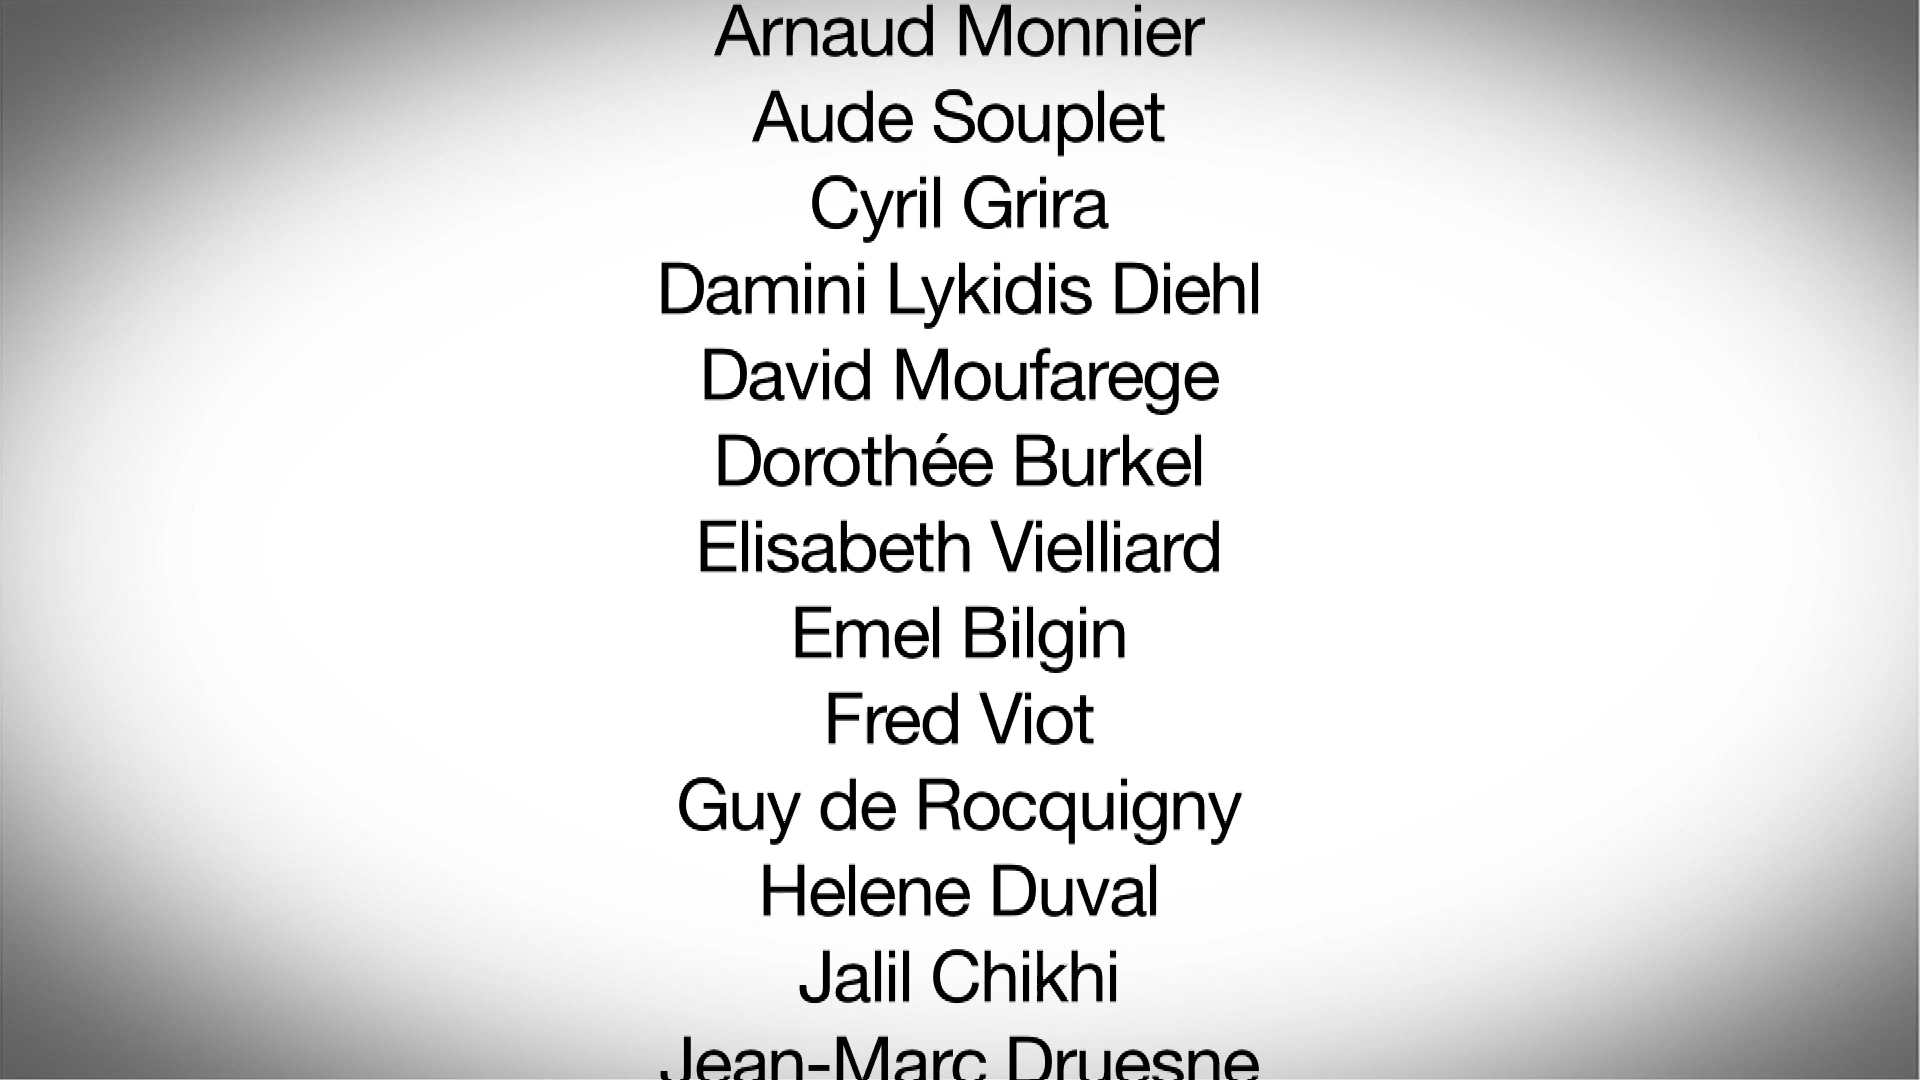 Arnaud Monnier
Aude Souplet
Cyril Grira
Damini Lykidis Diehl
David Moufarege
Dorothée Burkel
Elisabeth Vielliard
Emel Bilgin
Fred Viot
Guy de Rocquigny
Helene Duval
Jalil Chikhi
Jean-Marc Druesne